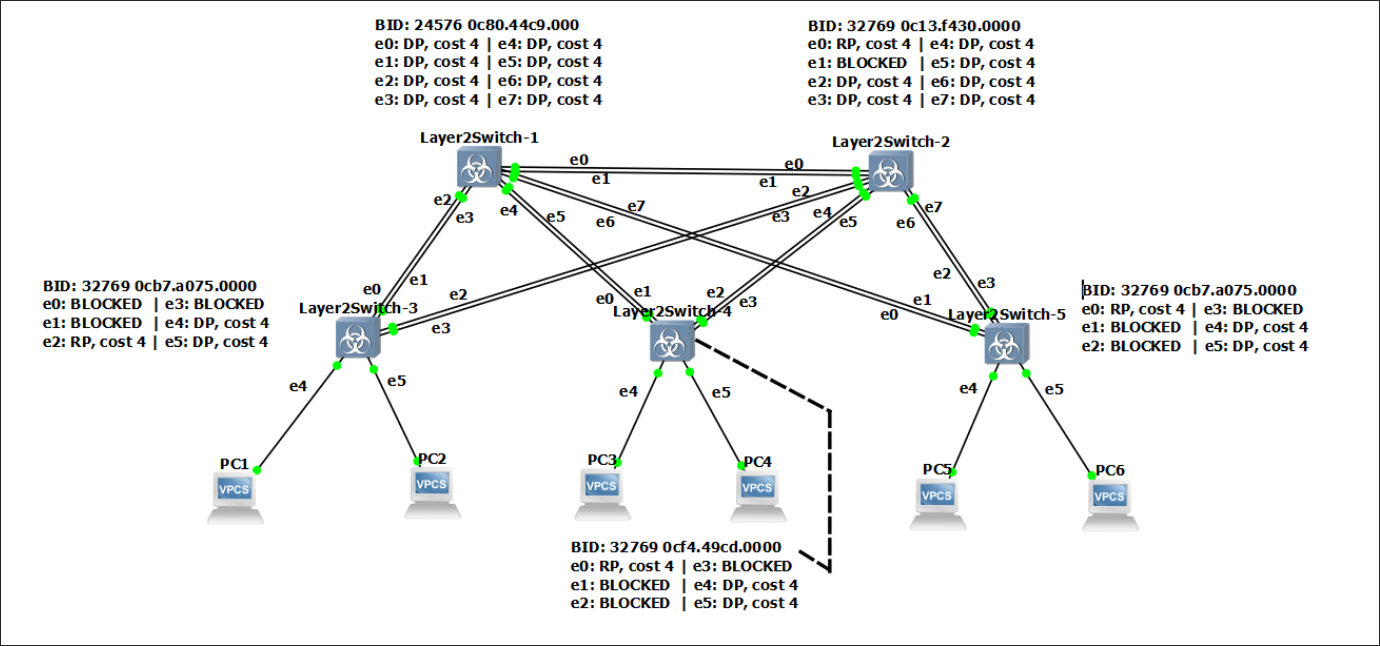 BID: 24576 0c80.44c9.000
e0: DP, cost 4 | e4: DP, cost 4
e1: DP, cost 4 | e5: DP, cost 4
e2: DP, cost 4 | e6: DP, cost 4
e3: DP, cost 4 | e7: DP, cost 4
BID: 32769 0c13.f430.0000
e0: RP, cost 4 | e4: DP, cost 4
e1: BLOCKED | e5: DP, cost 4
e2: DP, cost 4 | e6: DP, cost 4
e3: DP, cost 4 | e7: DP, cost 4
Layer2Switch-1
Layer2Switch-2
e0
e0
e1
e1
e2
e3
e4
e5
e6
e7
e2
e3
e4
e5
e6
e7
BID: 32769 0cb7.a075.0000
e0: BLOCKED | e3: BLOCKED
e1: BLOCKED | e4: DP, cost 4
e2: RP, cost 4 | e5: DP, cost 4
e0
e1
Layer2Switch-3
e2
e3
e0
e1
Layer2Switch-4
e2
e3
e0
e1
e2
e3
Layer2Switch-5
BID: 32769 0cb7.a075.0000
e0: RP, cost 4 | e3: BLOCKED
e1: BLOCKED | e4: DP, cost 4
e2: BLOCKED | e5: DP, cost 4
e4
e5
e4
e5
e4
e5
PC1
VPCS
PC2
VPCS
PC3
VPCS
PC4
VPCS
PC5
VPCS
PC6
VPCS
BID: 32769 0cf4.49cd.0000
e0: RP, cost 4 | e3: BLOCKED
e1: BLOCKED | e4: DP, cost 4
e2: BLOCKED | e5: DP, cost 4